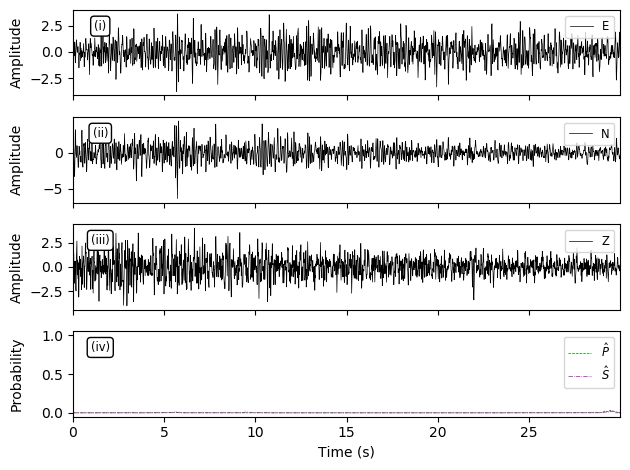 Amplitude
2.5
0.0
−2.5
(i)
E
Amplitude
0
−5
(ii)
N
Amplitude
2.5
0.0
−2.5
(iii)
Z
Probability
1.0
0.5
0.0
(iv)
P̂
Ŝ
0 5 10 15 20 25
Time (s)